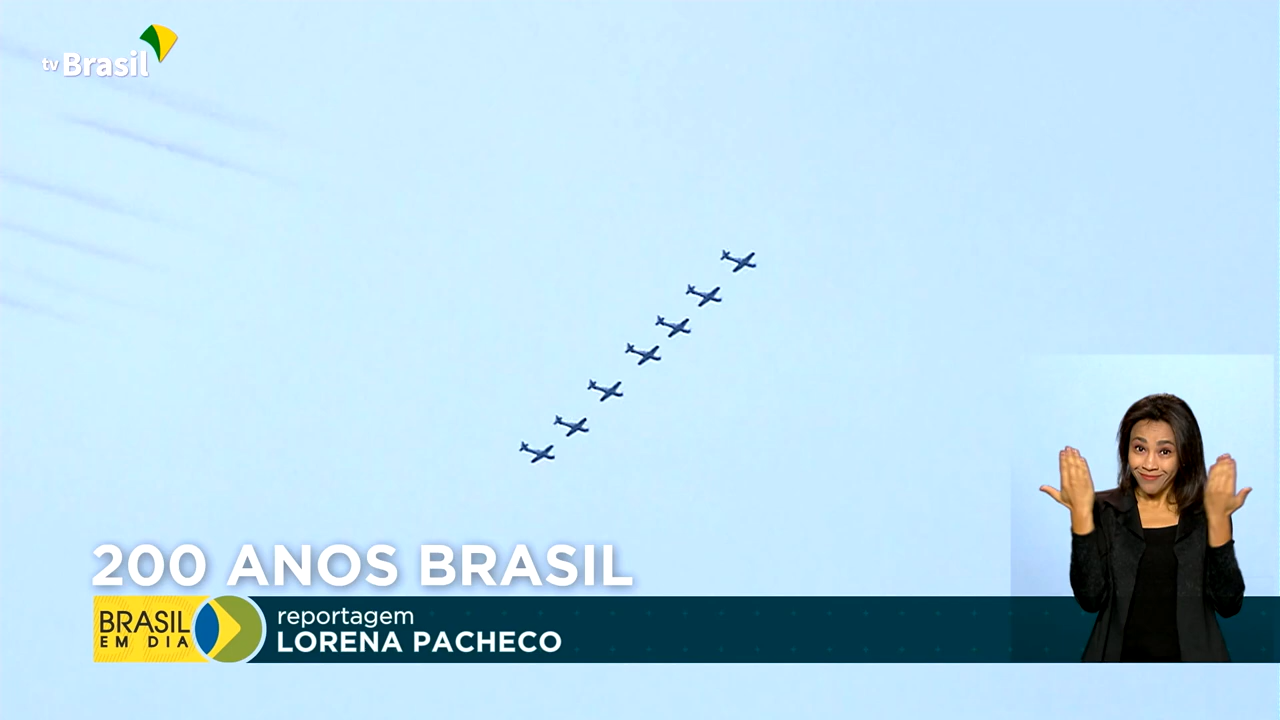 tv Brasil
200 ANOS BRASIL
BRASIL
EM DIA
reportagem
LORENA PACHECO